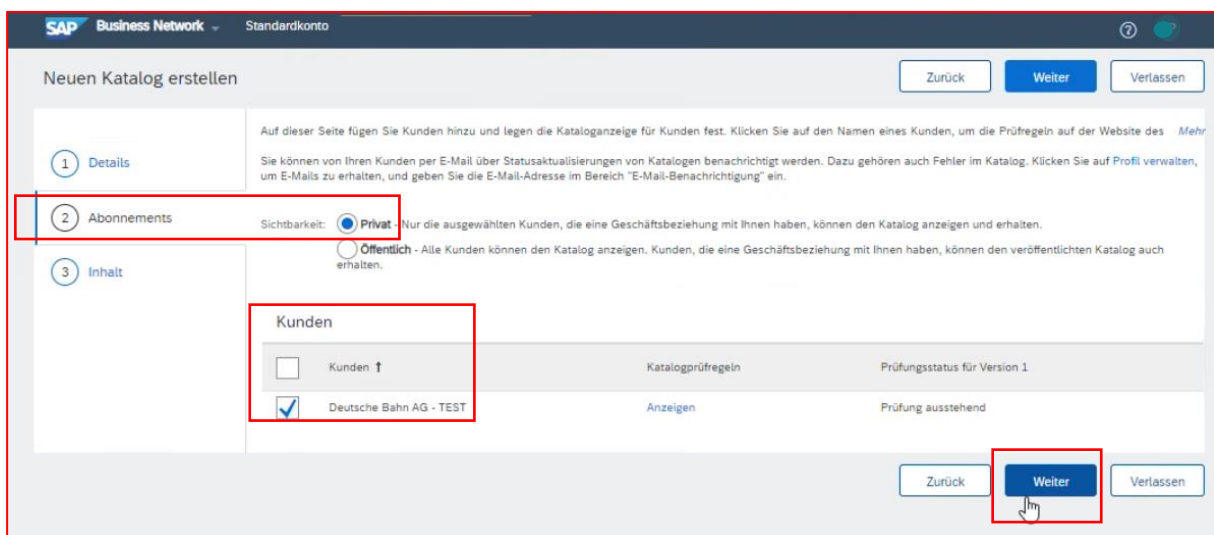 SAP Business Network Standardkonto
Neuen Katalog erstellen Zurück Weiter Verlassen
Auf dieser Seite fügen Sie Kunden hinzu und legen die Kataloganzeige für Kunden fest. Klicken Sie auf den Namen eines Kunden, um die Prüfregeln auf der Website des Mehr
1 Details
Sie können von Ihren Kunden per E-Mail über Statusaktualisierungen von Katalogen benachrichtigt werden. Dazu gehören auch Fehler im Katalog. Klicken Sie auf Profil verwalten,
um E-Mails zu erhalten, und geben Sie die E-Mail-Adresse im Bereich "E-Mail-Benachrichtigung" ein.
2 Abonnements
Sichtbarkeit: Privat - Nur die ausgewählten Kunden, die eine Geschäftsbeziehung mit Ihnen haben, können den Katalog anzeigen und erhalten.
Öffentlich - Alle Kunden können den Katalog anzeigen. Kunden, die eine Geschäftsbeziehung mit Ihnen haben, können den veröffentlichten Katalog auch
erhalten.
3 Inhalt
Kunden
Kunden ↑ Katalogprüfregeln Prüfungsstatus für Version 1
Deutsche Bahn AG - TEST Anzeigen Prüfung ausstehend
Zurück Weiter Verlassen